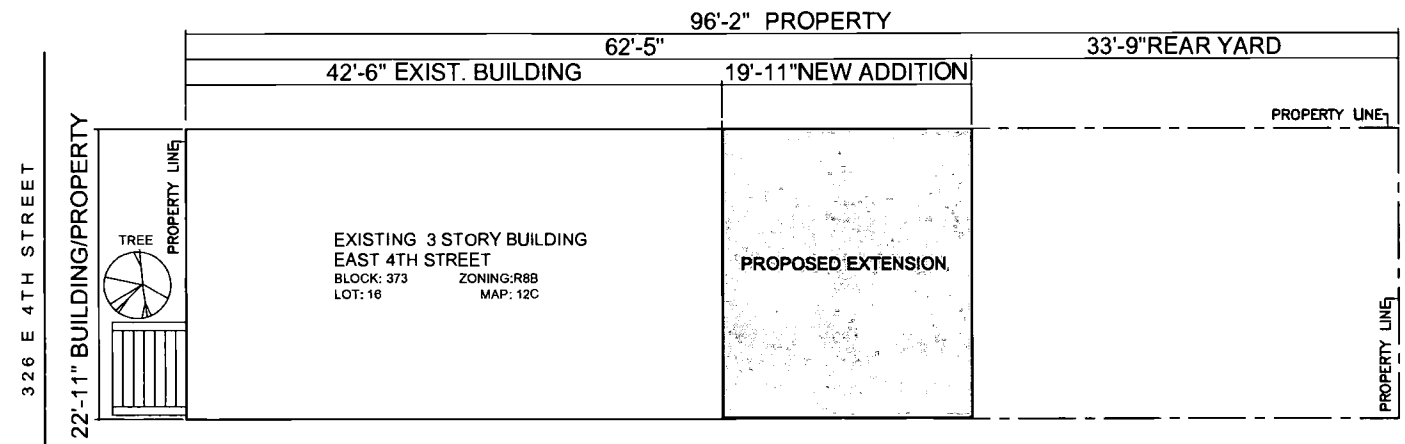 96'-2" PROPERTY
62'-5"
33'-9"REAR YARD
42'-6" EXIST. BUILDING
19'-11"NEW ADDITION
PROPERTY LINE
326 E 4TH STREET
22'-11" BUILDING/PROPERTY
PROPERTY LINE
TREE
EXISTING 3 STORY BUILDING
EAST 4TH STREET
BLOCK: 373 ZONING:R8B
LOT: 16 MAP: 12C
PROPOSED EXTENSION,
PROPERTY LINE